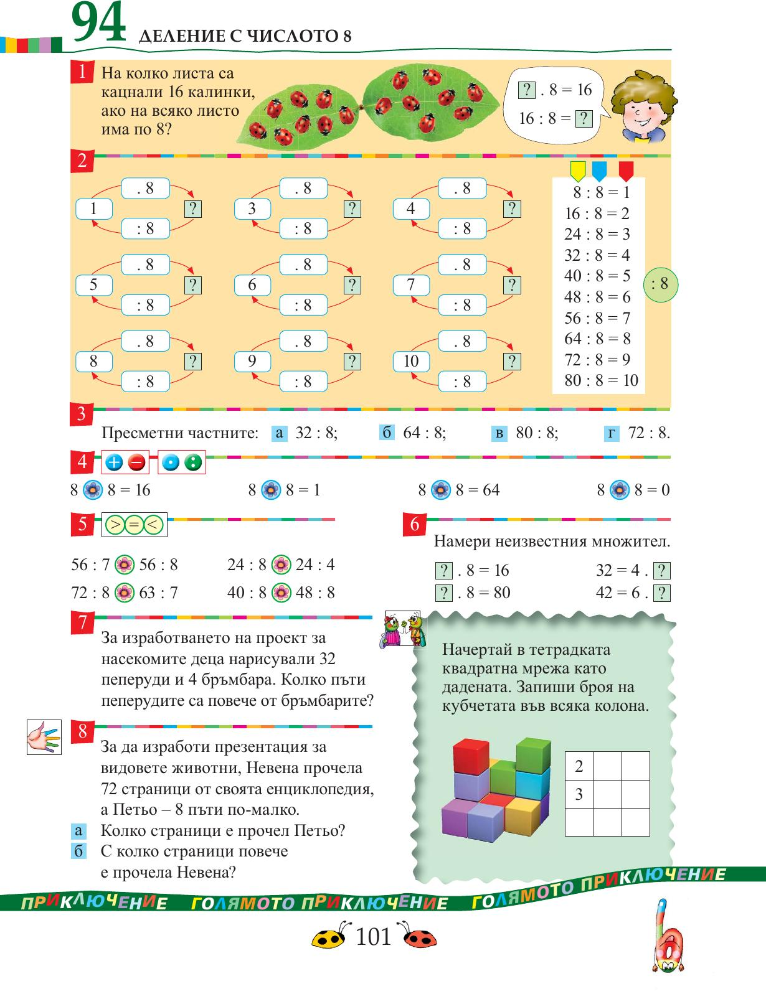 94 ДЕЛЕНИЕ С ЧИСЛОТО 8
1
На колко листа са
кацнали 16 калинки,
ако на всяко листо
има по 8?
? . 8 = 16
16 : 8 = ?
2
. 8
1 ?
: 8
. 8
3 ?
: 8
. 8
4 ?
: 8
. 8
5 ?
: 8
. 8
6 ?
: 8
. 8
7 ?
: 8
. 8
8 ?
: 8
. 8
9 ?
: 8
. 8
10 ?
: 8
8 : 8 = 1
16 : 8 = 2
24 : 8 = 3
32 : 8 = 4
40 : 8 = 5
48 : 8 = 6
56 : 8 = 7
64 : 8 = 8
72 : 8 = 9
80 : 8 = 10
: 8
3
Пресметни частните: а 32 : 8; б 64 : 8; в 80 : 8; г 72 : 8.
4 + − . :
8 8 = 16 8 8 = 1 8 8 = 64 8 8 = 0
5 > = <
56 : 7 56 : 8 24 : 8 24 : 4
72 : 8 63 : 7 40 : 8 48 : 8
6
Намери неизвестния множител.
? . 8 = 16 32 = 4 . ?
? . 8 = 80 42 = 6 . ?
7
За изработването на проект за
насекомите деца нарисували 32
пеперуди и 4 бръмбара. Колко пъти
пеперудите са повече от бръмбарите?
8
За да изработи презентация за
видовете животни, Невена прочела
72 страници от своята енциклопедия,
а Петьо – 8 пъти по-малко.
а Колко страници е прочел Петьо?
б С колко страници повече
е прочела Невена?
Начертай в тетрадката
квадратна мрежа като
дадената. Запиши броя на
кубчетата във всяка колона.
2
3
ПРИКЛЮЧЕНИЕ ГОЛЯМОТО ПРИКЛЮЧЕНИЕ ГОЛЯМОТО ПРИКЛЮЧЕНИЕ
101